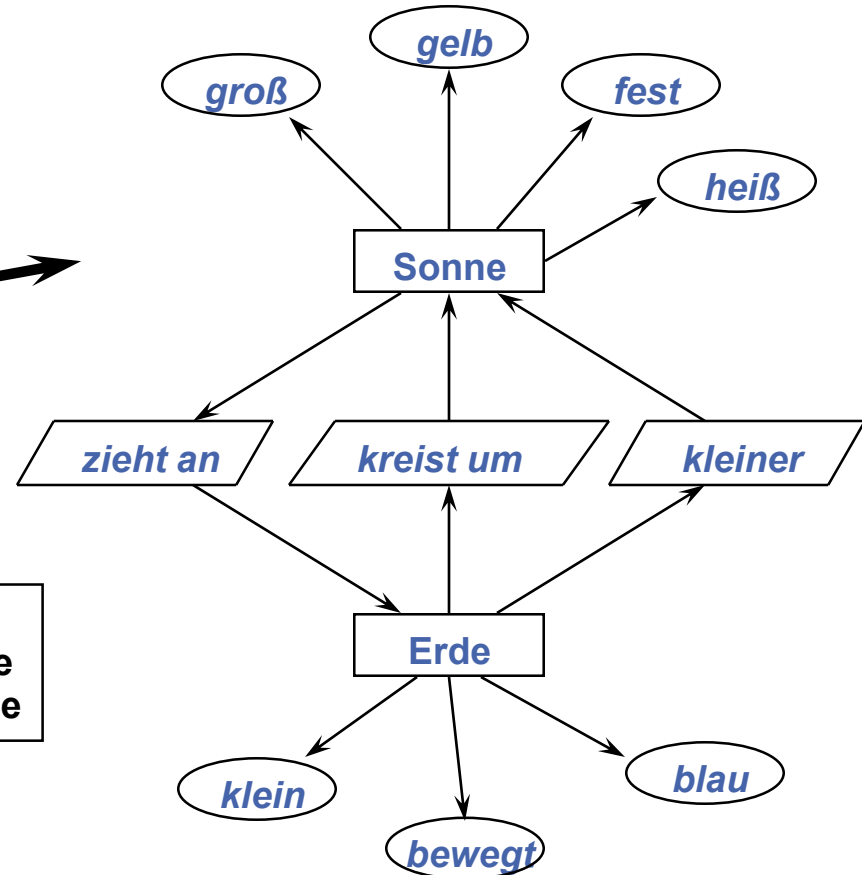 gelb
groß
fest
heiß
Sonne
zieht an
kreist um
kleiner
Erde
klein
bewegt
blau